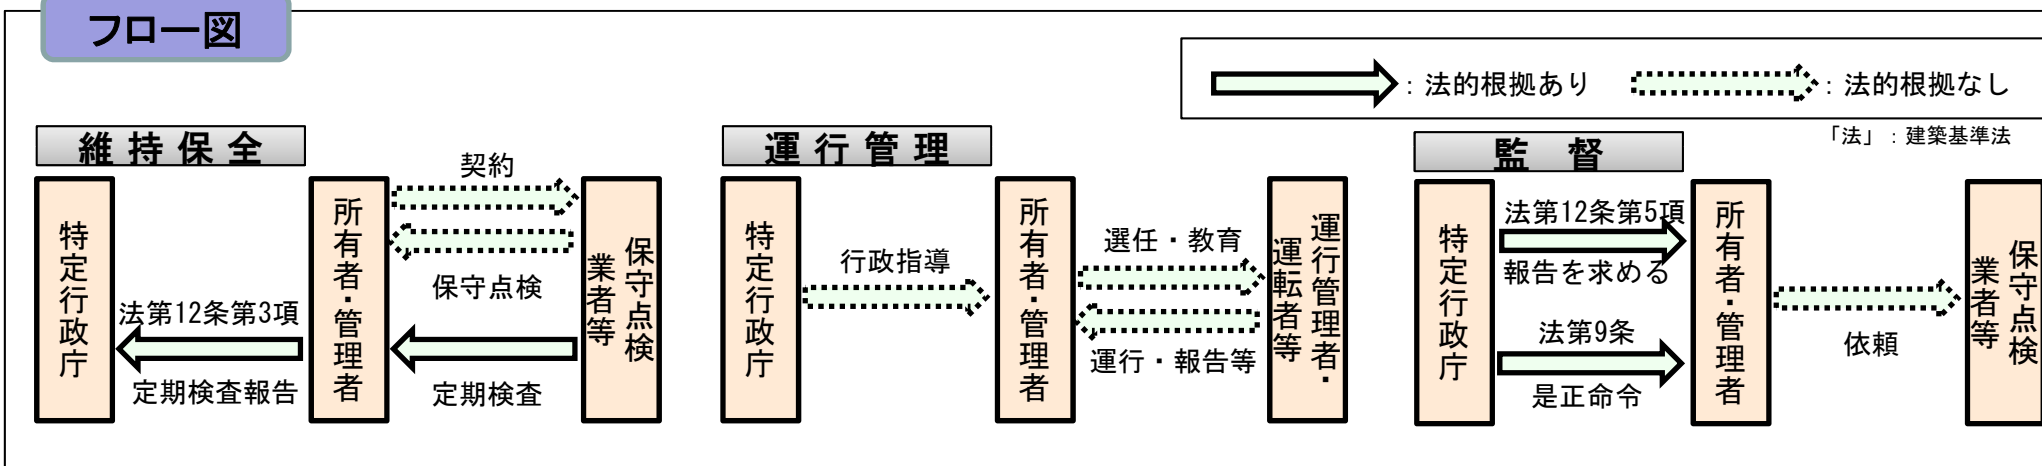 フロー図
：法的根拠あり
：法的根拠なし
「法」：建築基準法
維持保全
特定行政庁
法第12条第3項
定期検査報告
所有者・管理者
契約
保守点検
定期検査
保守点検
業者等
運行管理
特定行政庁
行政指導
所有者・管理者
選任・教育
運行・報告等
運行管理者・
運転者等
監督
特定行政庁
法第12条第5項
報告を求める
法第9条
是正命令
所有者・管理者
依頼
保守点検
業者等